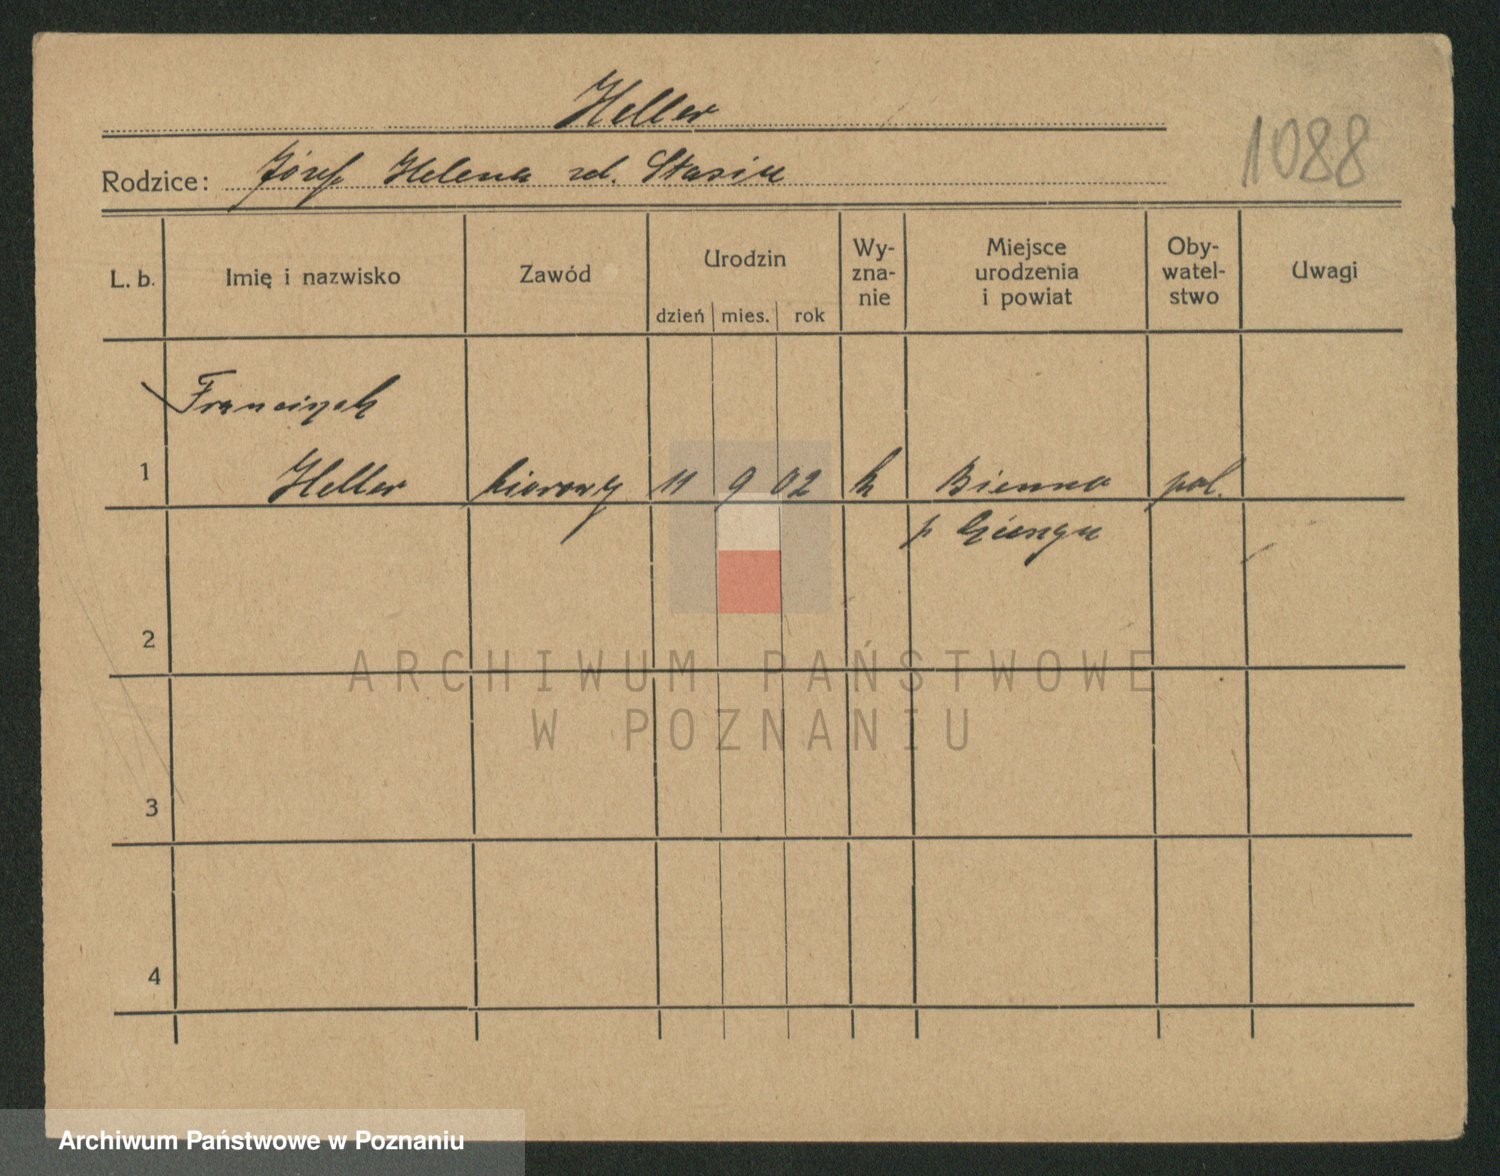 Heller
1088
Rodzice: Józef Helena zd. Stasik
L. b. Imię i nazwisko Zawód Urodzin dzień mies. rok Wy-zna-nie Miejsce urodzenia i powiat Oby-watel-stwo Uwagi
Franciszek
1 Heller 11 9 02 k pol.
p
2
ARCHIWUM PAŃSTWOWE
W POZNANIU
3
4
Archiwum Państwowe w Poznaniu